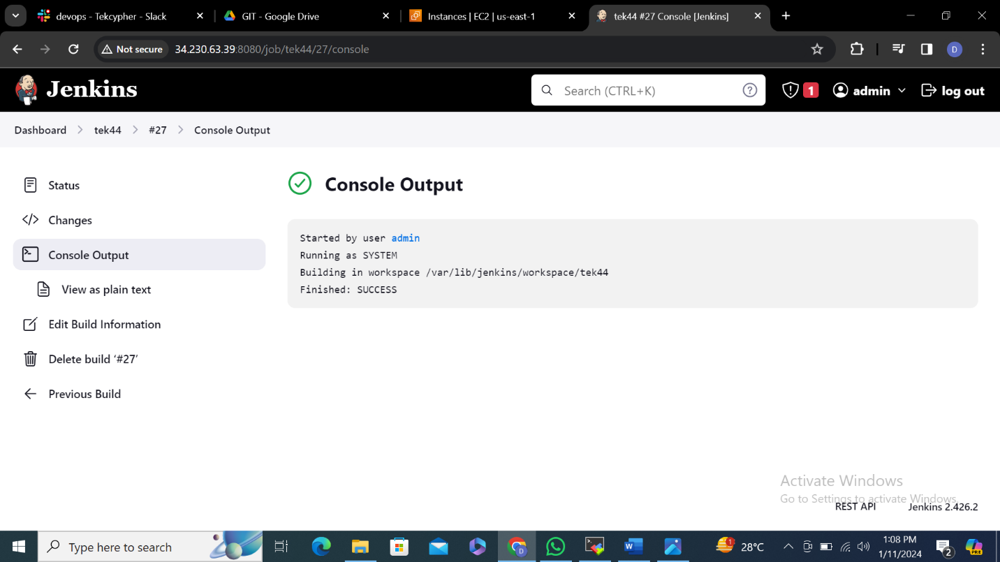 devops - Tekcypher - Slack
GIT - Google Drive
Instances | EC2 | us-east-1
tek44 #27 Console [Jenkins]
Not secure
34.230.63.39:8080/job/tek44/27/console
D
Jenkins
Search (CTRL+K)
?
1
admin
log out
Dashboard
tek44
#27
Console Output
Status
Changes
Console Output
View as plain text
Edit Build Information
Delete build ‘#27’
Previous Build
Console Output
Started by user admin
Running as SYSTEM
Building in workspace /var/lib/jenkins/workspace/tek44
Finished: SUCCESS
Activate Windows
Go to Settings to activate Windows.
REST API
Jenkins 2.426.2
Type here to search
D
W
1
28°C
1:08 PM
1/11/2024
2
PRE